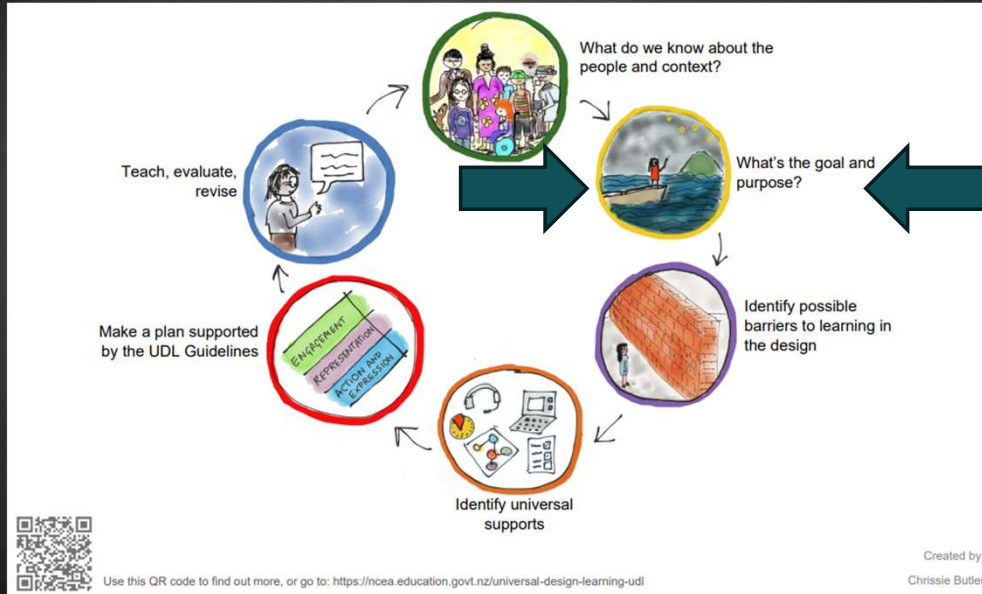 What do we know about the
people and context?
What's the goal and
purpose?
Identify possible
barriers to learning in
the design
Identify universal
supports
Make a plan supported
by the UDL Guidelines
ENGAGEMENT
REPRESENTATION
ACTION AND
EXPRESSION
Teach, evaluate,
revise
Use this QR code to find out more, or go to: https://ncea.education.govt.nz/universal-design-learning-udl
Created by
Chrissie Butler